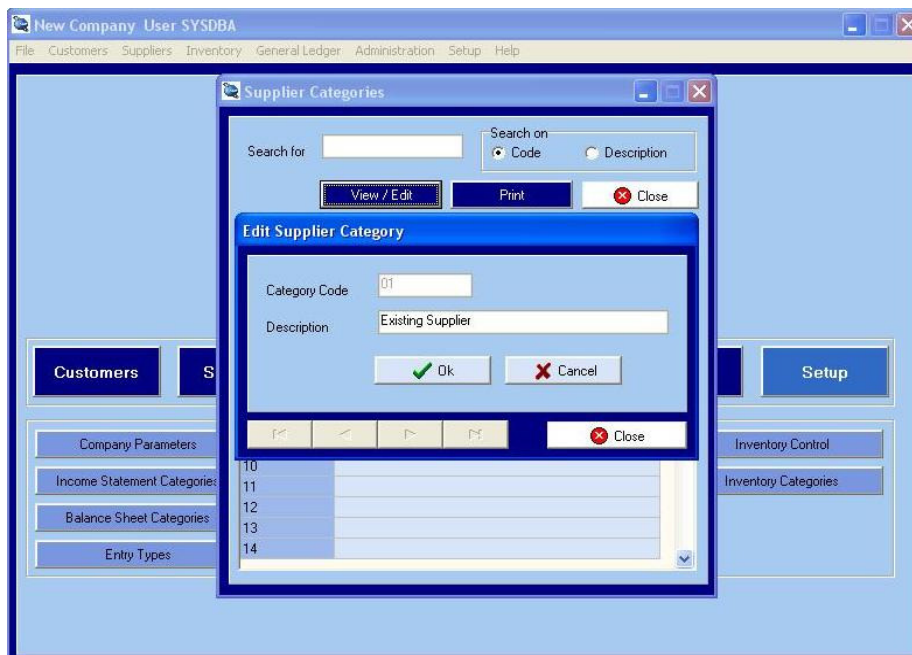 New Company User SYSDBA
File Customers Suppliers Inventory General Ledger Administration Setup Help
Supplier Categories
Search for
Search on
Code Description
View / Edit Print Close
Edit Supplier Category
Category Code 01
Description Existing Supplier
Ok Cancel
Close
Customers S Setup
Company Parameters Inventory Control
Income Statement Categories Inventory Categories
Balance Sheet Categories
Entry Types
10
11
12
13
14